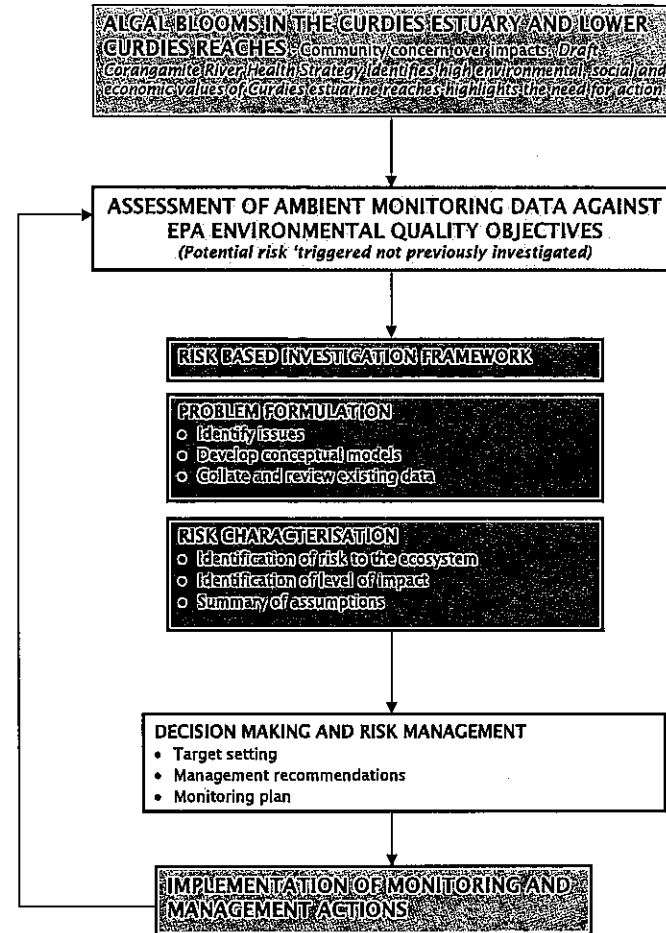 ALGAL BLOOMS IN THE CURDIES ESTUARY AND LOWER
CURDIES REACHES. Community concern over impacts. Draft
Corangamite River Health Strategy identifies high environmental, social and
economic values of Curdies estuarine reaches highlights the need for action
ASSESSMENT OF AMBIENT MONITORING DATA AGAINST
EPA ENVIRONMENTAL QUALITY OBJECTIVES
(Potential risk 'triggered not previously investigated)
RISK BASED INVESTIGATION FRAMEWORK
PROBLEM FORMULATION
o Identify issues
o Develop conceptual models
o Collate and review existing data
RISK CHARACTERISATION
o Identification of risk to the ecosystem
o Identification of level of impact
o Summary of assumptions
DECISION MAKING AND RISK MANAGEMENT
• Target setting
• Management recommendations
• Monitoring plan
IMPLEMENTATION OF MONITORING AND
MANAGEMENT ACTIONS